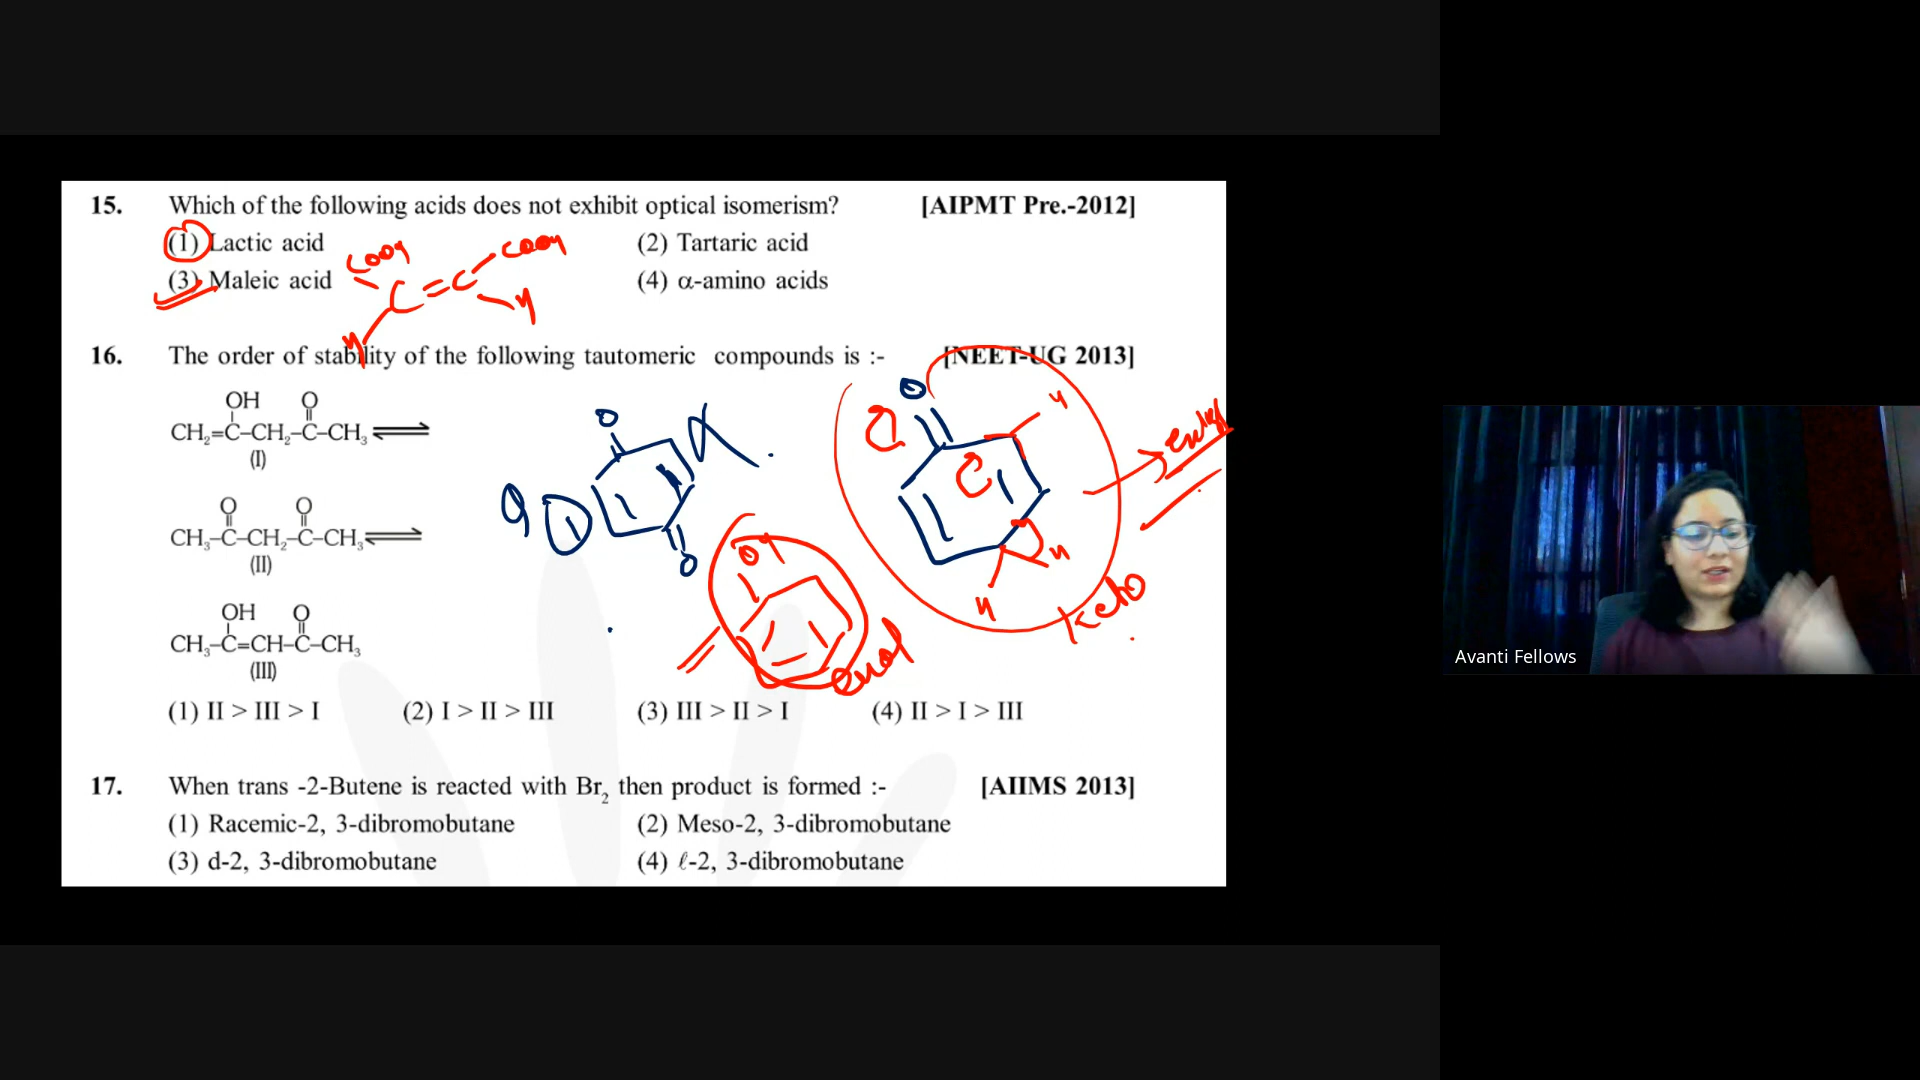 15. Which of the following acids does not exhibit optical isomerism? [AIPMT Pre.-2012]
(1) Lactic acid (2) Tartaric acid
(3) Maleic acid (4) α-amino acids
COOH COOH
C=C
H H
16. The order of stability of the following tautomeric compounds is :- [NEET-UG 2013]
OH O
CH₂=C–CH₂–C–CH₃ ⇌
(I)
O O
CH₃–C–CH₂–C–CH₃ ⇌
(II)
OH O
CH₃–C=CH–C–CH₃
(III)
O α
9 1
O
O H
H
H
keto
OH
enol
(1) II > III > I (2) I > II > III (3) III > II > I (4) II > I > III
17. When trans -2-Butene is reacted with Br₂ then product is formed :- [AIIMS 2013]
(1) Racemic-2, 3-dibromobutane (2) Meso-2, 3-dibromobutane
(3) d-2, 3-dibromobutane (4) ℓ-2, 3-dibromobutane
Avanti Fellows